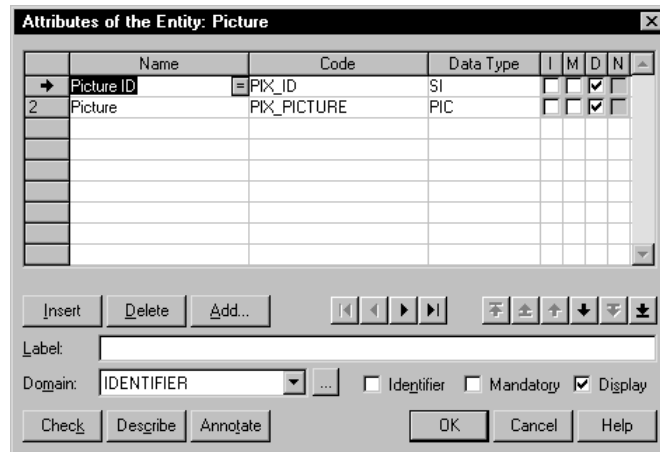 Attributes of the Entity: Picture
Name Code Data Type I M D N
Picture ID = PIX_ID SI
2 Picture PIX_PICTURE PIC
Insert Delete Add...
Label:
Domain: IDENTIFIER ... Identifier Mandatory Display
Check Describe Annotate OK Cancel Help